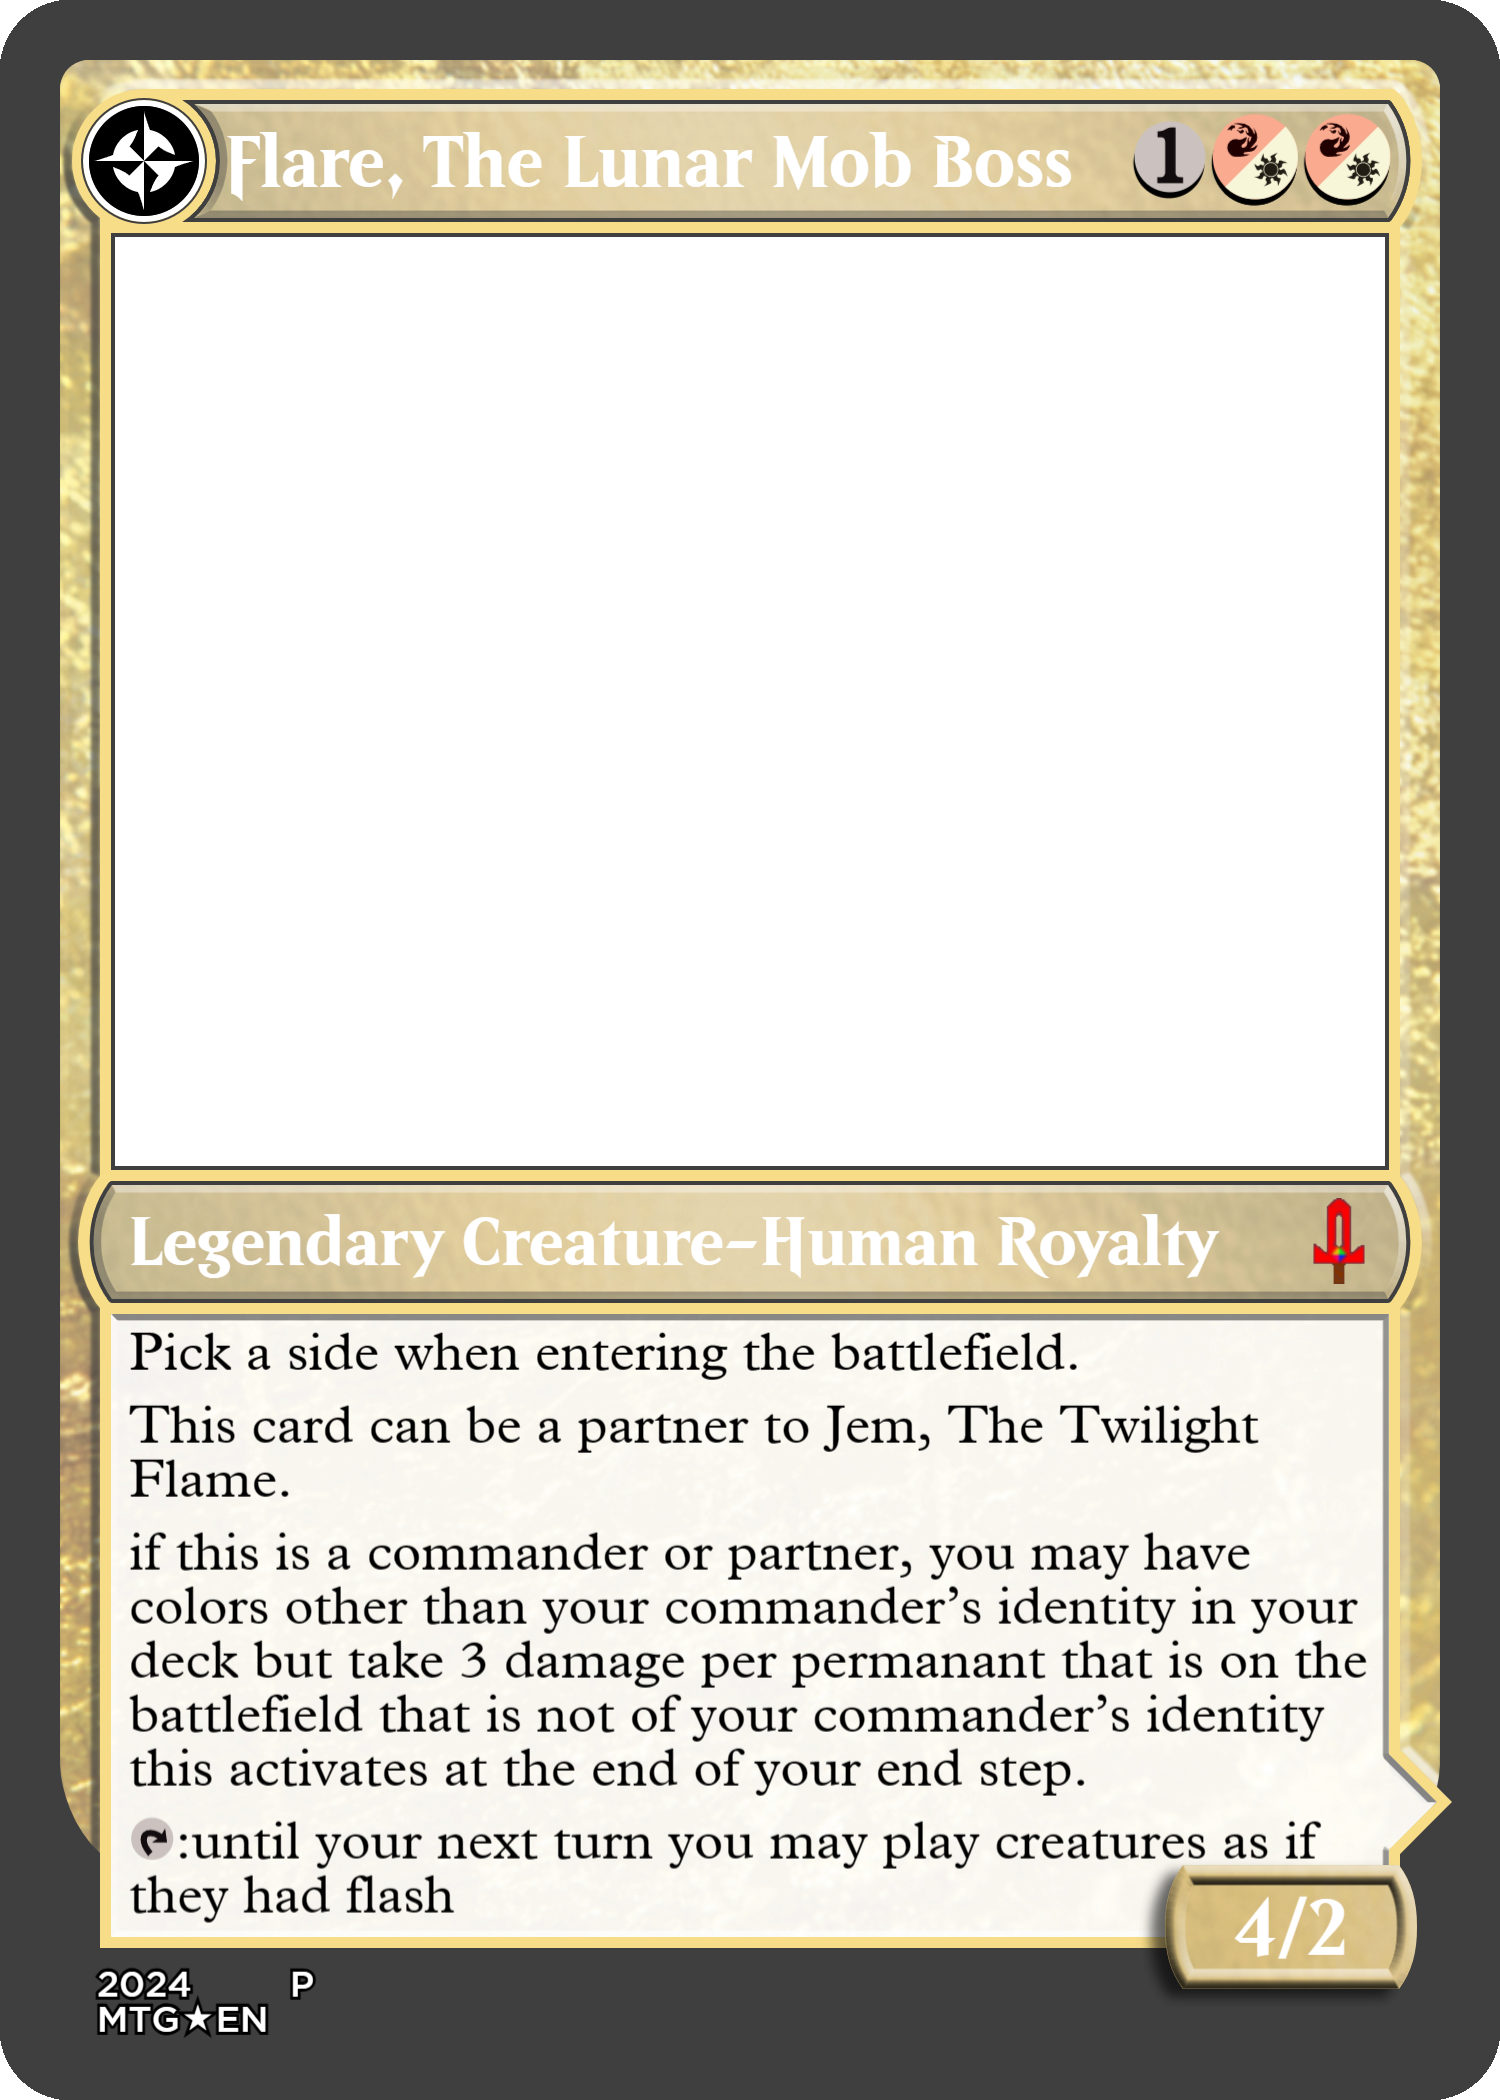 Flare, The Lunar Mob Boss 1
Legendary Creature-Human Royalty
Pick a side when entering the battlefield.
This card can be a partner to Jem, The Twilight
Flame.
if this is a commander or partner, you may have
colors other than your commander's identity in your
deck but take 3 damage per permanant that is on the
battlefield that is not of your commander's identity
this activates at the end of your end step.
:until your next turn you may play creatures as if
they had flash
4/2
2024 P
MTG★EN